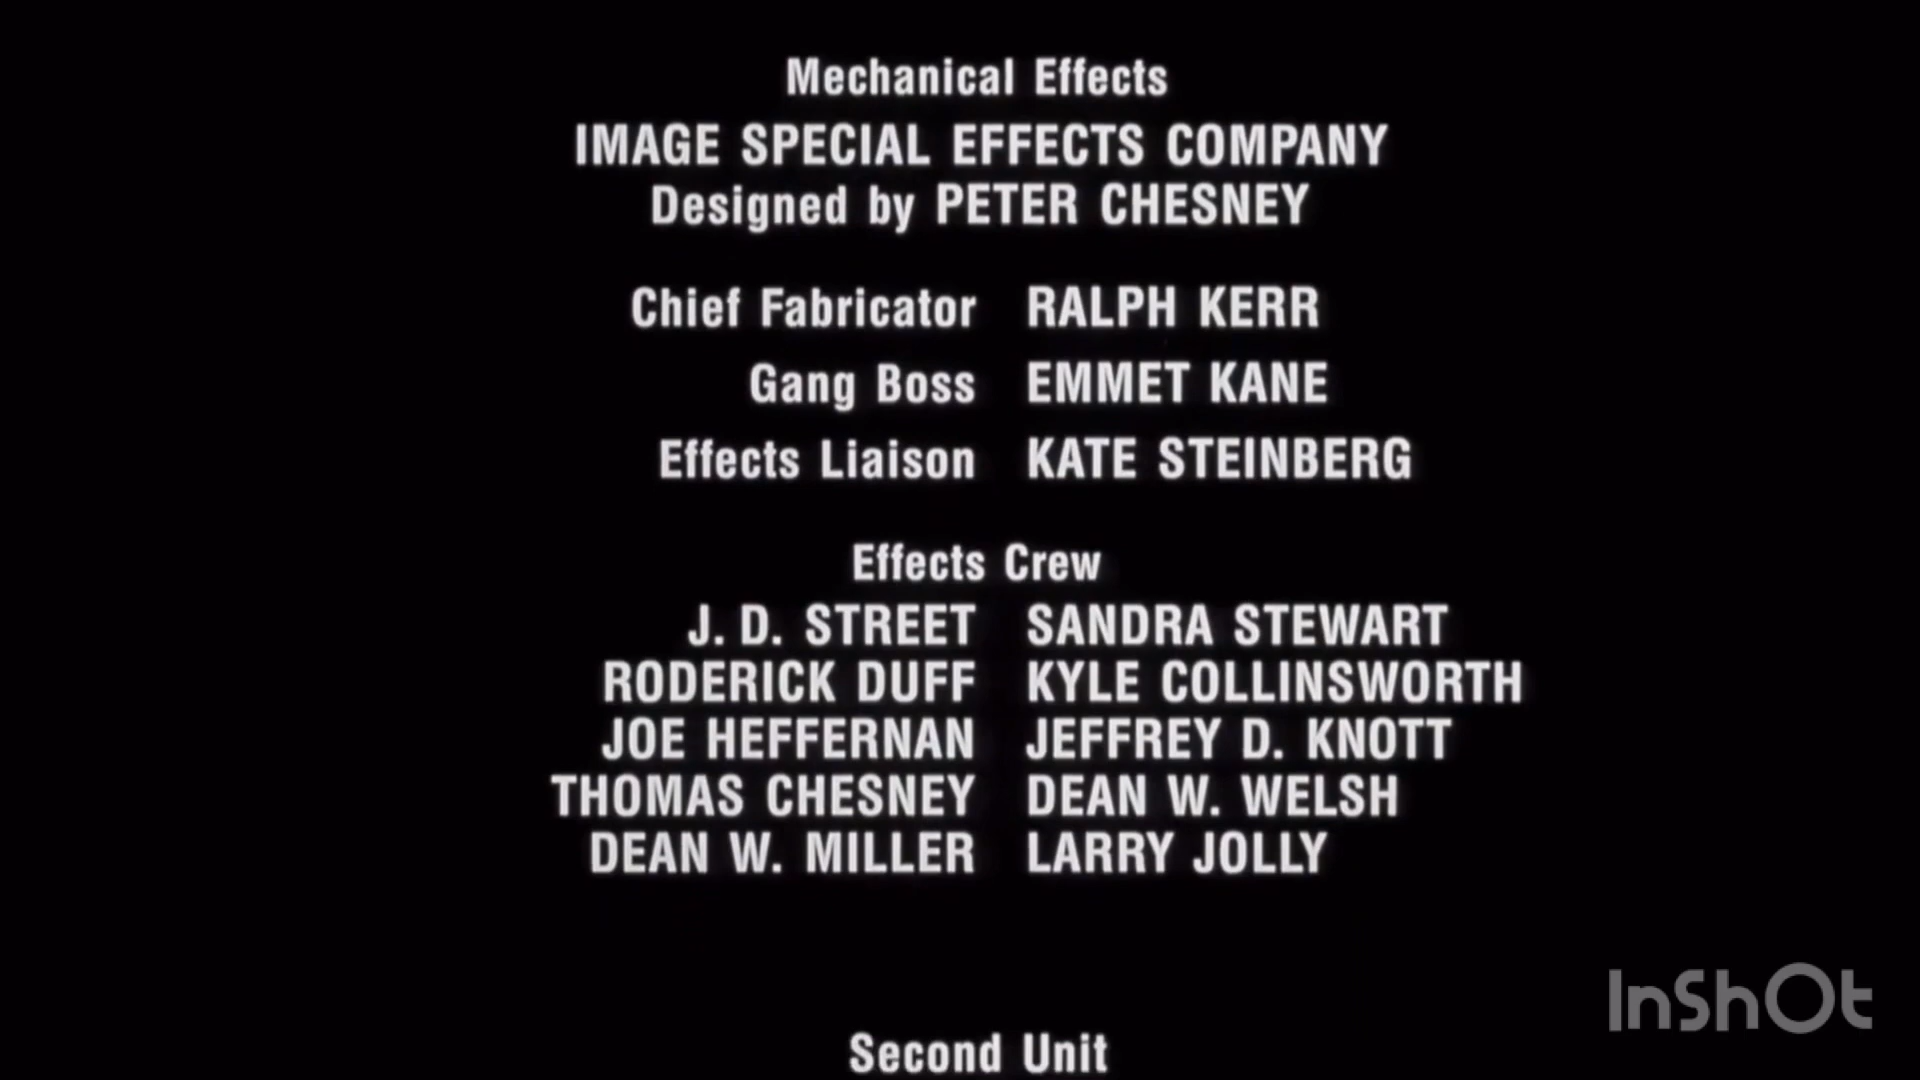 Mechanical Effects
IMAGE SPECIAL EFFECTS COMPANY
Designed by PETER CHESNEY
Chief Fabricator RALPH KERR
Gang Boss EMMET KANE
Effects Liaison KATE STEINBERG
Effects Crew
J. D. STREET SANDRA STEWART
RODERICK DUFF KYLE COLLINSWORTH
JOE HEFFERNAN JEFFREY D. KNOTT
THOMAS CHESNEY DEAN W. WELSH
DEAN W. MILLER LARRY JOLLY
Second Unit
InShOt